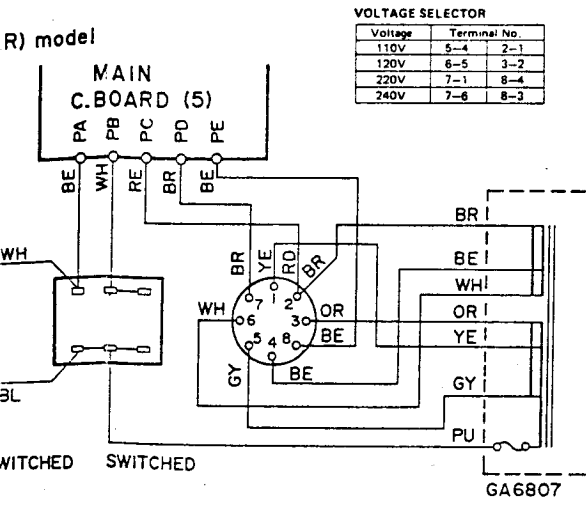 VOLTAGE SELECTOR
Voltage Terminal No.
110V 5-4 2-1
120V 6-5 3-2
220V 7-1 8-4
240V 7-6 8-3
R) model
MAIN
C.BOARD (5)
PA PB PC PD PE
BE WH RE BR BE
WH
BL
WITCHED SWITCHED
BR YE RD BR
7 1 2
WH 6 3 OR
5 4 8 BE
GY BE
BR
BE
WH
OR
YE
GY
PU
GA6807